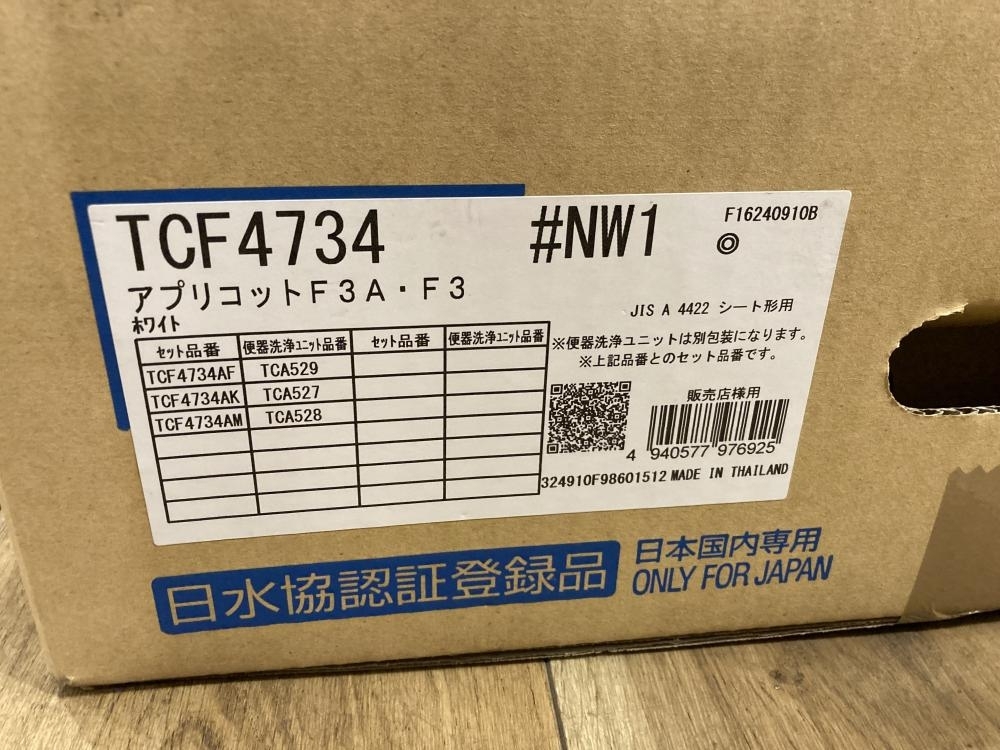 TCF4734
#NW1
F16240910B
◎
アプリコットF3A・F3
ホワイト
JIS A 4422 シート形用
セット品番 便器洗浄ユニット品番 セット品番 便器洗浄ユニット品番
TCF4734AF TCA529
TCF4734AK TCA527
TCF4734AM TCA528
※便器洗浄ユニットは別包装になります。
※上記品番とのセット品番です。
販売店様用
4 940577 976925
324910F98601512 MADE IN THAILAND
日水協認証登録品
日本国内専用
ONLY FOR JAPAN